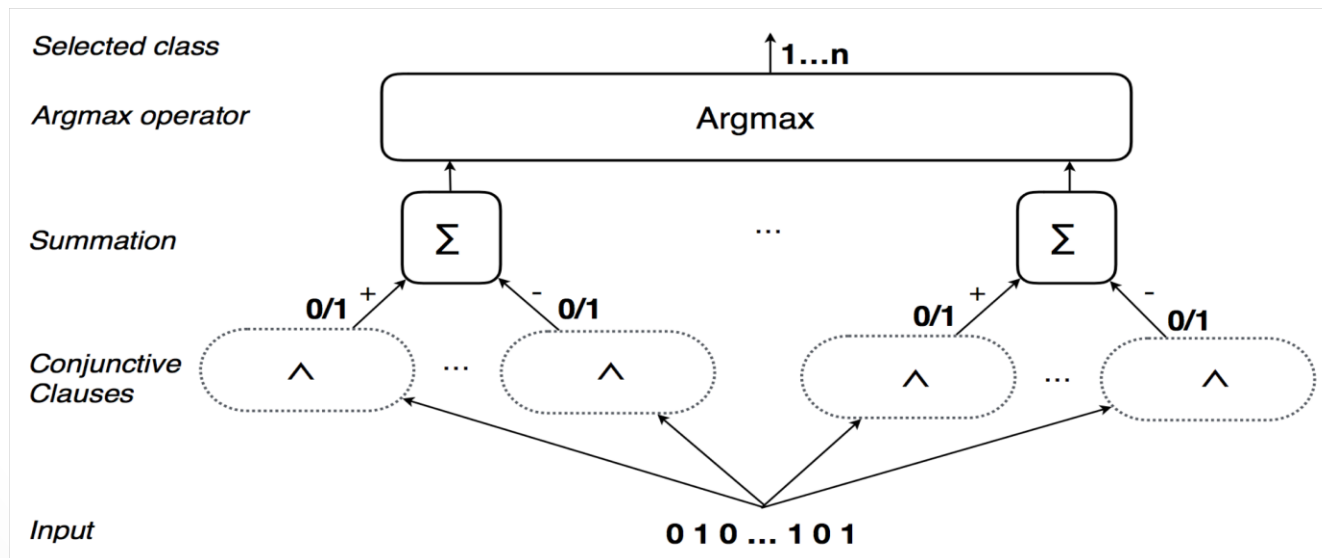 Selected class
1...n
Argmax operator
Argmax
Summation
Σ
...
Σ
0/1 + - 0/1
0/1 + - 0/1
Conjunctive
Clauses
∧ ... ∧
∧ ... ∧
Input
0 1 0 ... 1 0 1